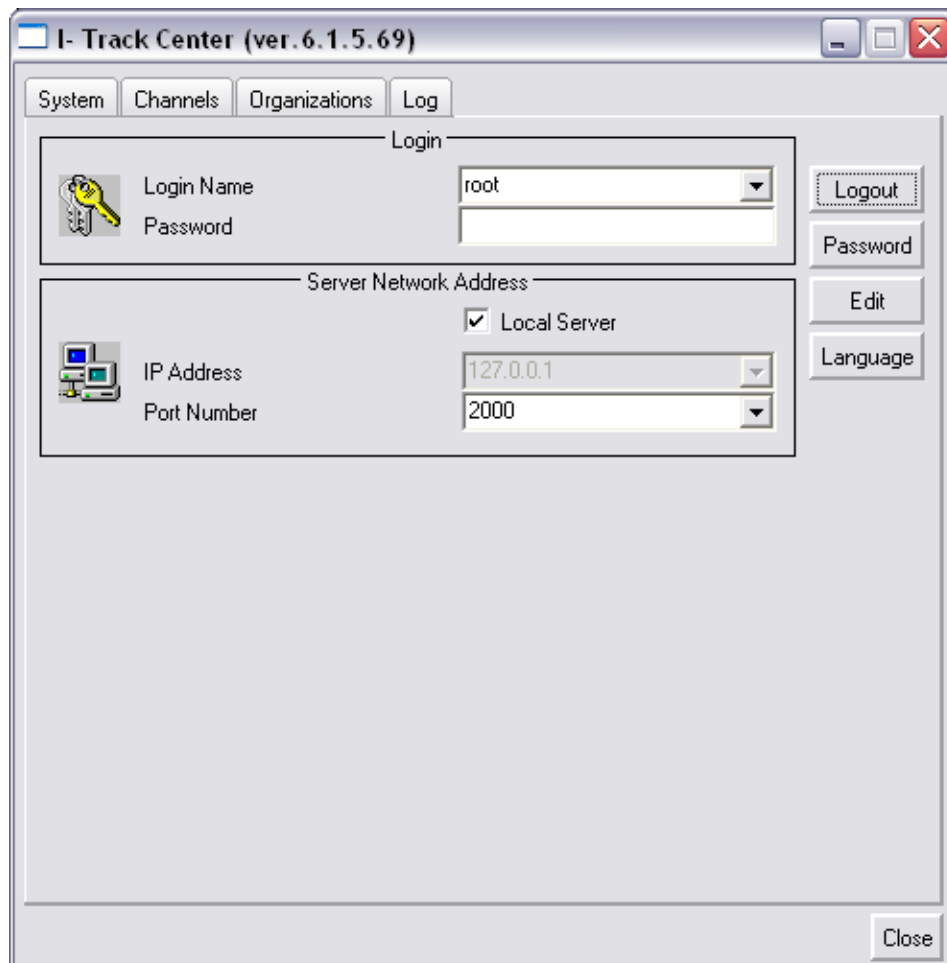 I- Track Center (ver.6.1.5.69)
System Channels Organizations Log
Login
Login Name root
Password
Logout
Password
Edit
Language
Server Network Address
Local Server
IP Address 127.0.0.1
Port Number 2000
Close